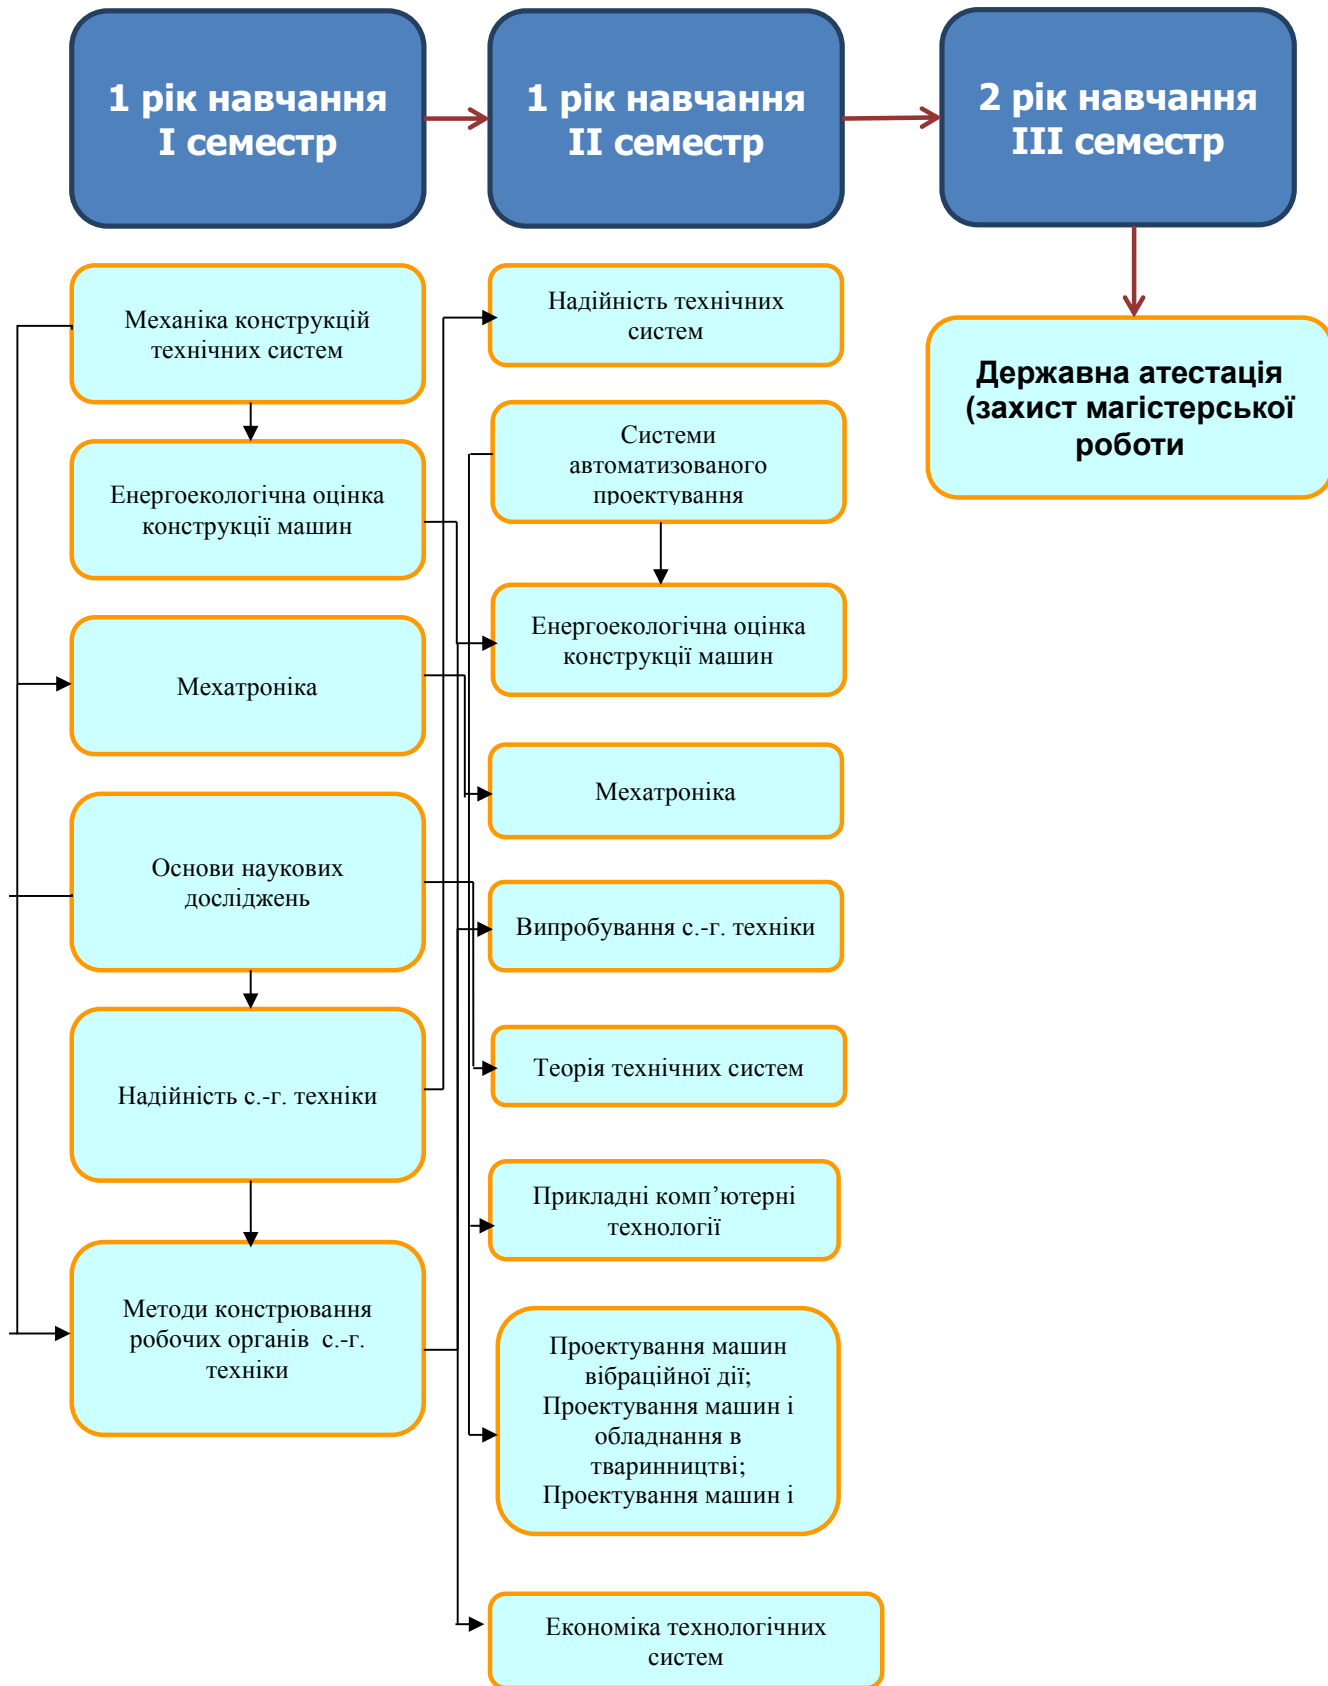 1 рік навчання
I семестр
1 рік навчання
II семестр
2 рік навчання
III семестр
Механіка конструкцій
технічних систем
Енергоекологічна оцінка
конструкції машин
Мехатроніка
Основи наукових
досліджень
Надійність с.-г. техніки
Методи констрювання
робочих органів с.-г.
техніки
Надійність технічних
систем
Системи
автоматизованого
проектування
Енергоекологічна оцінка
конструкції машин
Мехатроніка
Випробування с.-г. техніки
Теорія технічних систем
Прикладні комп’ютерні
технології
Проектування машин
вібраційної дії;
Проектування машин і
обладнання в
тваринництві;
Проектування машин і
Економіка технологічних
систем
Державна атестація
(захист магістерської
роботи